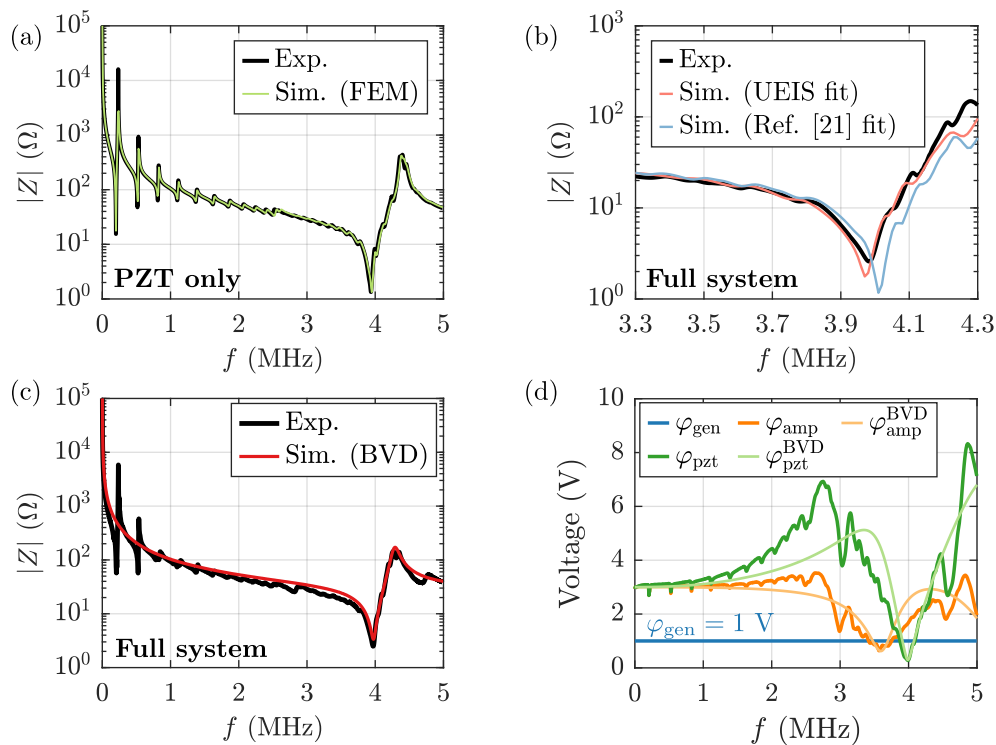 (a)
10^5
10^4
10^3
10^2
10^1
10^0
|Z| (Ω)
Exp.
Sim. (FEM)
PZT only
0 1 2 3 4 5
f (MHz)
(b)
10^3
10^2
10^1
10^0
|Z| (Ω)
Exp.
Sim. (UEIS fit)
Sim. (Ref. [21] fit)
Full system
3.3 3.5 3.7 3.9 4.1 4.3
f (MHz)
(c)
10^5
10^4
10^3
10^2
10^1
10^0
|Z| (Ω)
Exp.
Sim. (BVD)
Full system
0 1 2 3 4 5
f (MHz)
(d)
10
8
6
4
2
0
Voltage (V)
φ_gen φ_amp φ_amp^BVD
φ_pzt φ_pzt^BVD
φ_gen = 1 V
0 1 2 3 4 5
f (MHz)